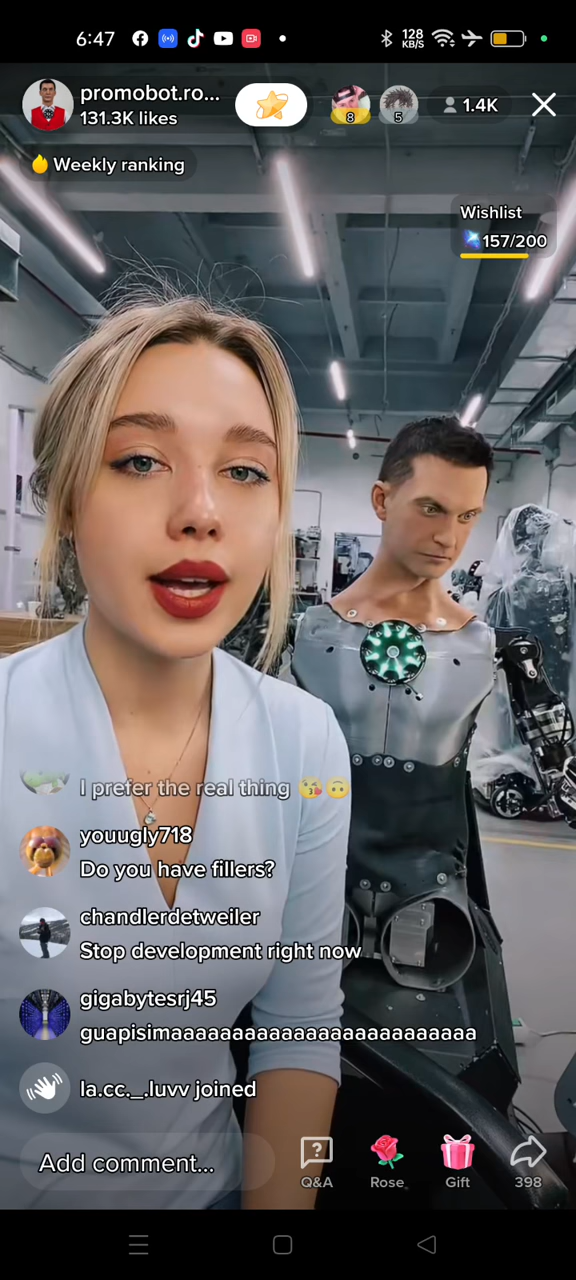 6:47
128
KB/S
promobot.ro...
131.3K likes
8
5
1.4K
Weekly ranking
Wishlist
157/200
I prefer the real thing 😘🙃
youugly718
Do you have fillers?
chandlerdetweiler
Stop development right now
gigabytesrj45
guapisimaaaaaaaaaaaaaaaaaaaaaaaaaa
la.cc._.luvv joined
Add comment...
Q&A
Rose
Gift
398